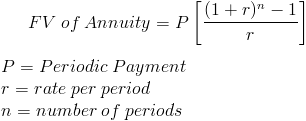 FV of Annuity = P [ ((1 + r)ⁿ − 1) / r ]
P = Periodic Payment
r = rate per period
n = number of periods